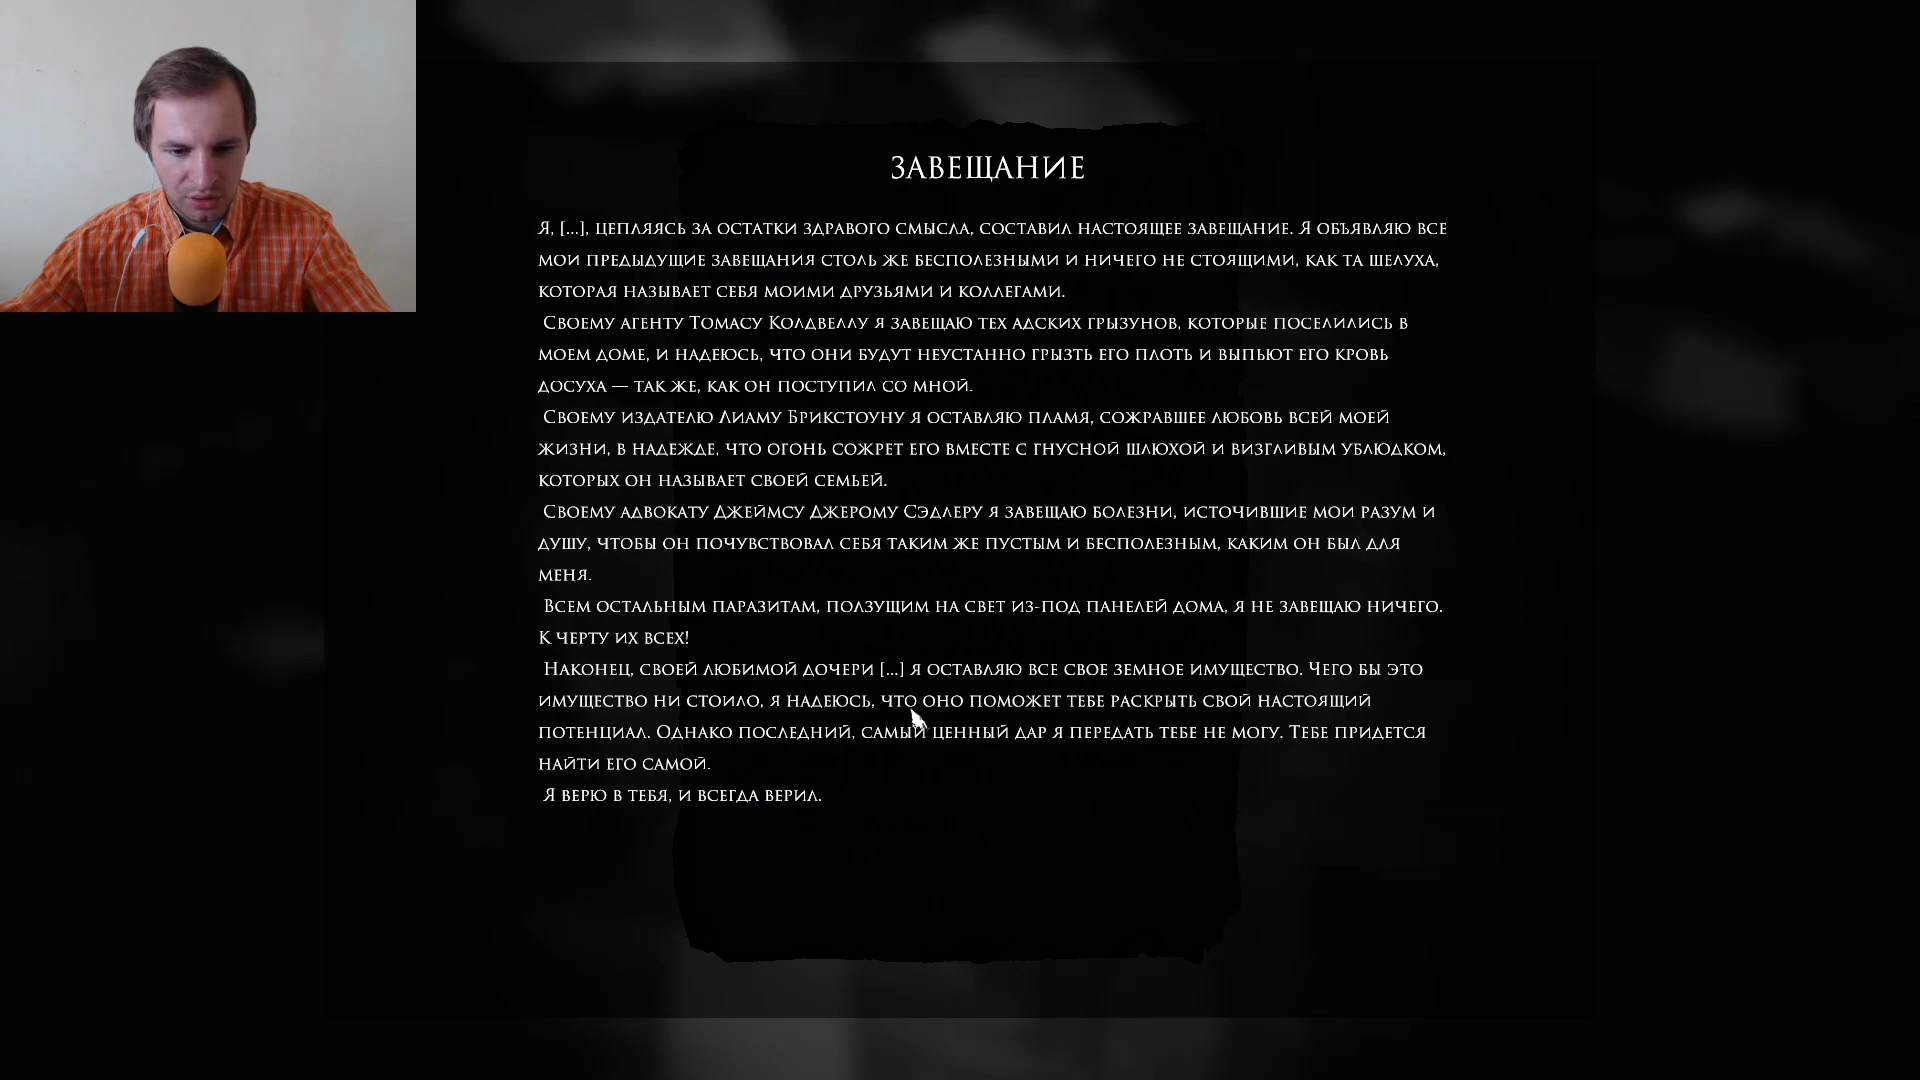 ЗАВЕЩАНИЕ
Я, [...], ЦЕПЛЯЯСЬ ЗА ОСТАТКИ ЗДРАВОГО СМЫСЛА, СОСТАВИЛ НАСТОЯЩЕЕ ЗАВЕЩАНИЕ. Я ОБЪЯВЛЯЮ ВСЕ
МОИ ПРЕДЫДУЩИЕ ЗАВЕЩАНИЯ СТОЛЬ ЖЕ БЕСПОЛЕЗНЫМИ И НИЧЕГО НЕ СТОЯЩИМИ, КАК ТА ШЕЛУХА,
КОТОРАЯ НАЗЫВАЕТ СЕБЯ МОИМИ ДРУЗЬЯМИ И КОЛЛЕГАМИ.
СВОЕМУ АГЕНТУ ТОМАСУ КОЛДВЕЛЛУ Я ЗАВЕЩАЮ ТЕХ АДСКИХ ГРЫЗУНОВ, КОТОРЫЕ ПОСЕЛИЛИСЬ В
МОЕМ ДОМЕ, И НАДЕЮСЬ, ЧТО ОНИ БУДУТ НЕУСТАННО ГРЫЗТЬ ЕГО ПЛОТЬ И ВЫПЬЮТ ЕГО КРОВЬ
ДОСУХА — ТАК ЖЕ, КАК ОН ПОСТУПИЛ СО МНОЙ.
СВОЕМУ ИЗДАТЕЛЮ ЛИАМУ БРИКСТОУНУ Я ОСТАВЛЯЮ ПЛАМЯ, СОЖРАВШЕЕ ЛЮБОВЬ ВСЕЙ МОЕЙ
ЖИЗНИ, В НАДЕЖДЕ, ЧТО ОГОНЬ СОЖРЕТ ЕГО ВМЕСТЕ С ГНУСНОЙ ШЛЮХОЙ И ВИЗГЛИВЫМ УБЛЮДКОМ,
КОТОРЫХ ОН НАЗЫВАЕТ СВОЕЙ СЕМЬЕЙ.
СВОЕМУ АДВОКАТУ ДЖЕЙМСУ ДЖЕРОМУ СЭДЛЕРУ Я ЗАВЕЩАЮ БОЛЕЗНИ, ИСТОЧИВШИЕ МОИ РАЗУМ И
ДУШУ, ЧТОБЫ ОН ПОЧУВСТВОВАЛ СЕБЯ ТАКИМ ЖЕ ПУСТЫМ И БЕСПОЛЕЗНЫМ, КАКИМ ОН БЫЛ ДЛЯ
МЕНЯ.
ВСЕМ ОСТАЛЬНЫМ ПАРАЗИТАМ, ПОЛЗУЩИМ НА СВЕТ ИЗ-ПОД ПАНЕЛЕЙ ДОМА, Я НЕ ЗАВЕЩАЮ НИЧЕГО.
К ЧЕРТУ ИХ ВСЕХ!
НАКОНЕЦ, СВОЕЙ ЛЮБИМОЙ ДОЧЕРИ [...] Я ОСТАВЛЯЮ ВСЕ СВОЕ ЗЕМНОЕ ИМУЩЕСТВО. ЧЕГО БЫ ЭТО
ИМУЩЕСТВО НИ СТОИЛО, Я НАДЕЮСЬ, ЧТО ОНО ПОМОЖЕТ ТЕБЕ РАСКРЫТЬ СВОЙ НАСТОЯЩИЙ
ПОТЕНЦИАЛ. ОДНАКО ПОСЛЕДНИЙ, САМЫЙ ЦЕННЫЙ ДАР Я ПЕРЕДАТЬ ТЕБЕ НЕ МОГУ. ТЕБЕ ПРИДЕТСЯ
НАЙТИ ЕГО САМОЙ.
Я ВЕРЮ В ТЕБЯ, И ВСЕГДА ВЕРИЛ.